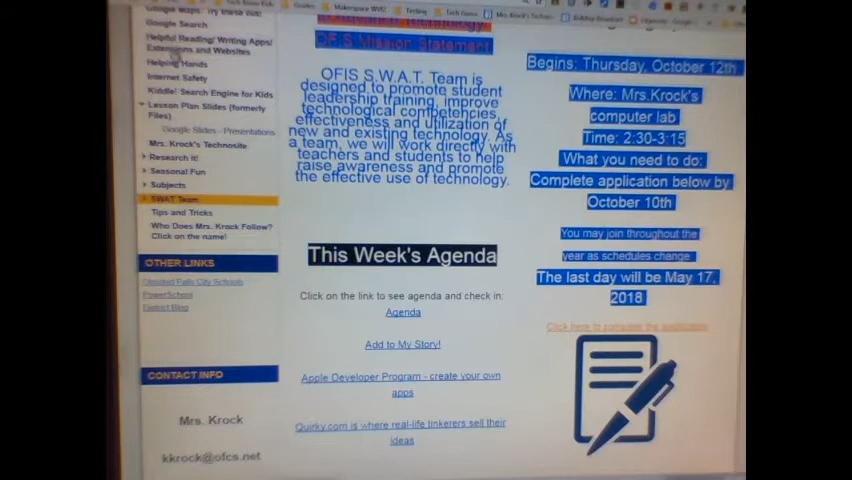 Google Search
Helpful Reading/ Writing Apps/
Extensions and Websites
Helping Hands
Internet Safety
Kiddle! Search Engine for Kids
Lesson Plan Slides (formerly
Files)
Google Slides - Presentations
Mrs. Krock's Technosite
Research it!
Seasonal Fun
Subjects
SWAT Team
Tips and Tricks
Who Does Mrs. Krock Follow?
Click on the name!
OTHER LINKS
Olmsted Falls City Schools
PowerSchool
District Blog
CONTACT INFO
Mrs. Krock
kkrock@ofcs.net
OFIS Mission Statement
OFIS S.W.A.T. Team is
designed to promote student
leadership training, improve
technological competencies,
effectiveness and utilization of
new and existing technology. As
a team, we will work directly with
teachers and students to help
raise awareness and promote
the effective use of technology.
This Week's Agenda
Click on the link to see agenda and check in:
Agenda
Add to My Story!
Apple Developer Program - create your own
apps
Quirky.com is where real-life tinkerers sell their
ideas
Begins: Thursday, October 12th
Where: Mrs.Krock's
computer lab
Time: 2:30-3:15
What you need to do:
Complete application below by
October 10th
You may join throughout the
year as schedules change
The last day will be May 17,
2018
Click here to complete the application